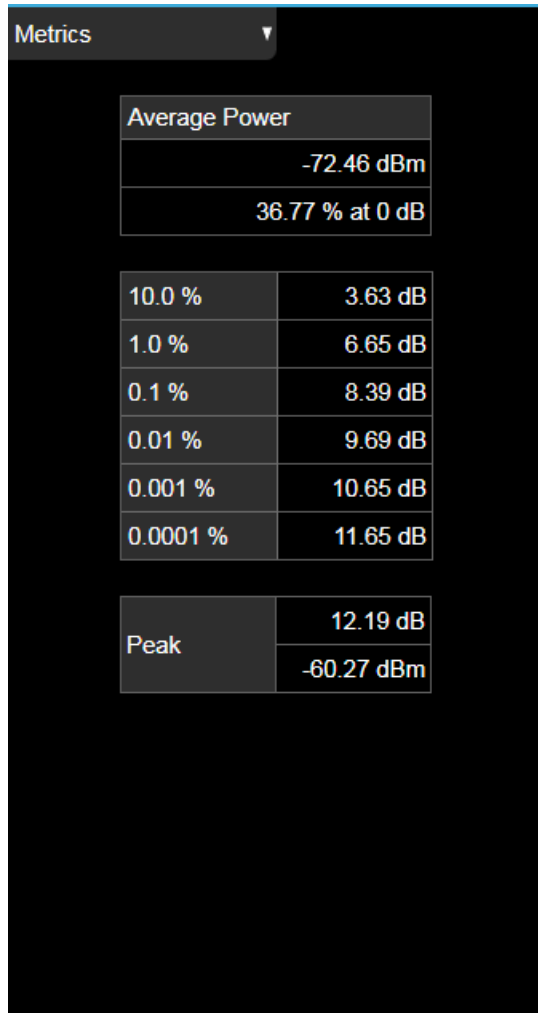 Metrics
Average Power
-72.46 dBm
36.77 % at 0 dB
10.0 % 3.63 dB
1.0 % 6.65 dB
0.1 % 8.39 dB
0.01 % 9.69 dB
0.001 % 10.65 dB
0.0001 % 11.65 dB
Peak 12.19 dB
-60.27 dBm